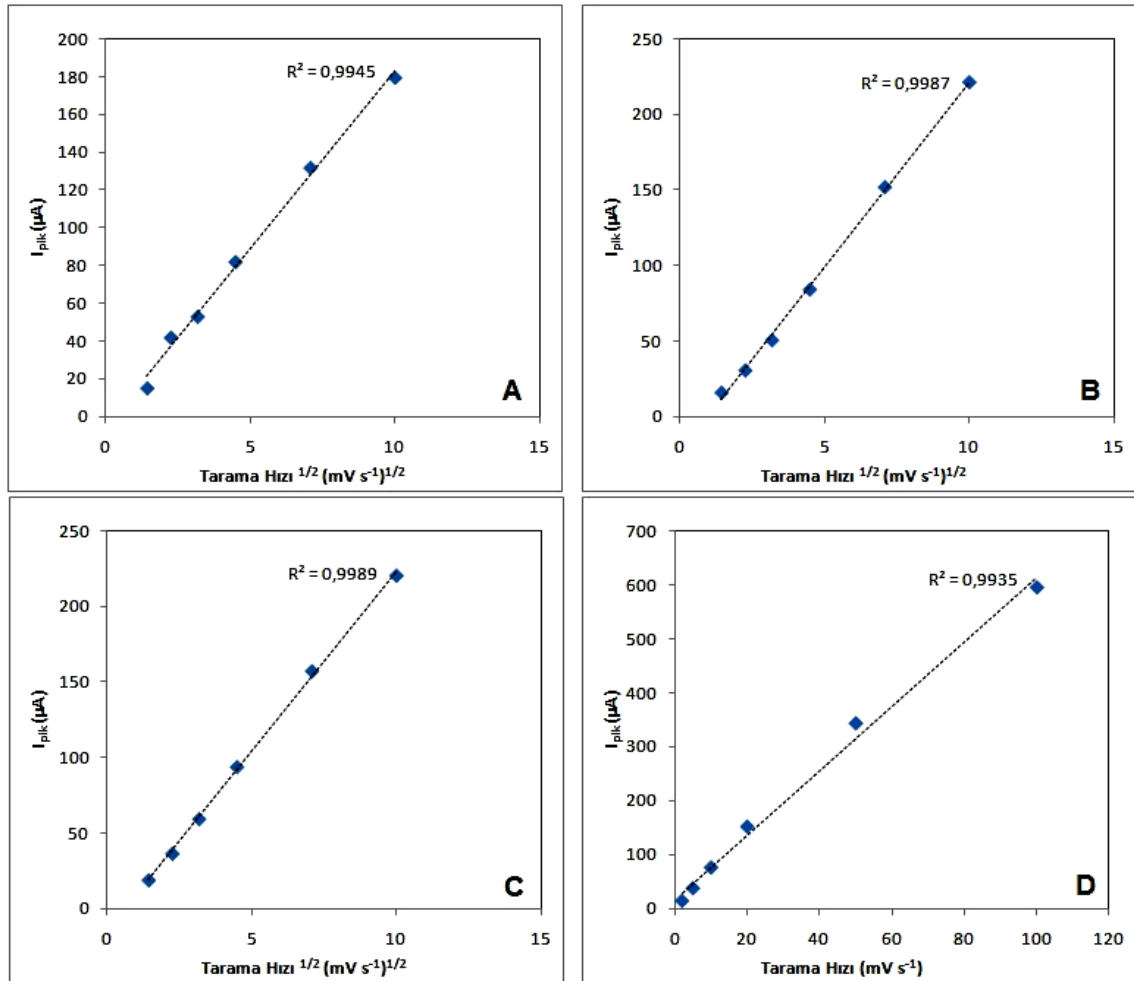 200
180
160
140
120
100
80
60
40
20
0
I_pik (µA)
R² = 0,9945
A
0 5 10 15
Tarama Hızı ^1/2 (mV s⁻¹)^1/2
250
200
150
100
50
0
I_pik (µA)
R² = 0,9987
B
0 5 10 15
Tarama Hızı ^1/2 (mV s⁻¹)^1/2
250
200
150
100
50
0
I_pik (µA)
R² = 0,9989
C
0 5 10 15
Tarama Hızı ^1/2 (mV s⁻¹)^1/2
700
600
500
400
300
200
100
0
I_pik (µA)
R² = 0,9935
D
0 20 40 60 80 100 120
Tarama Hızı (mV s⁻¹)